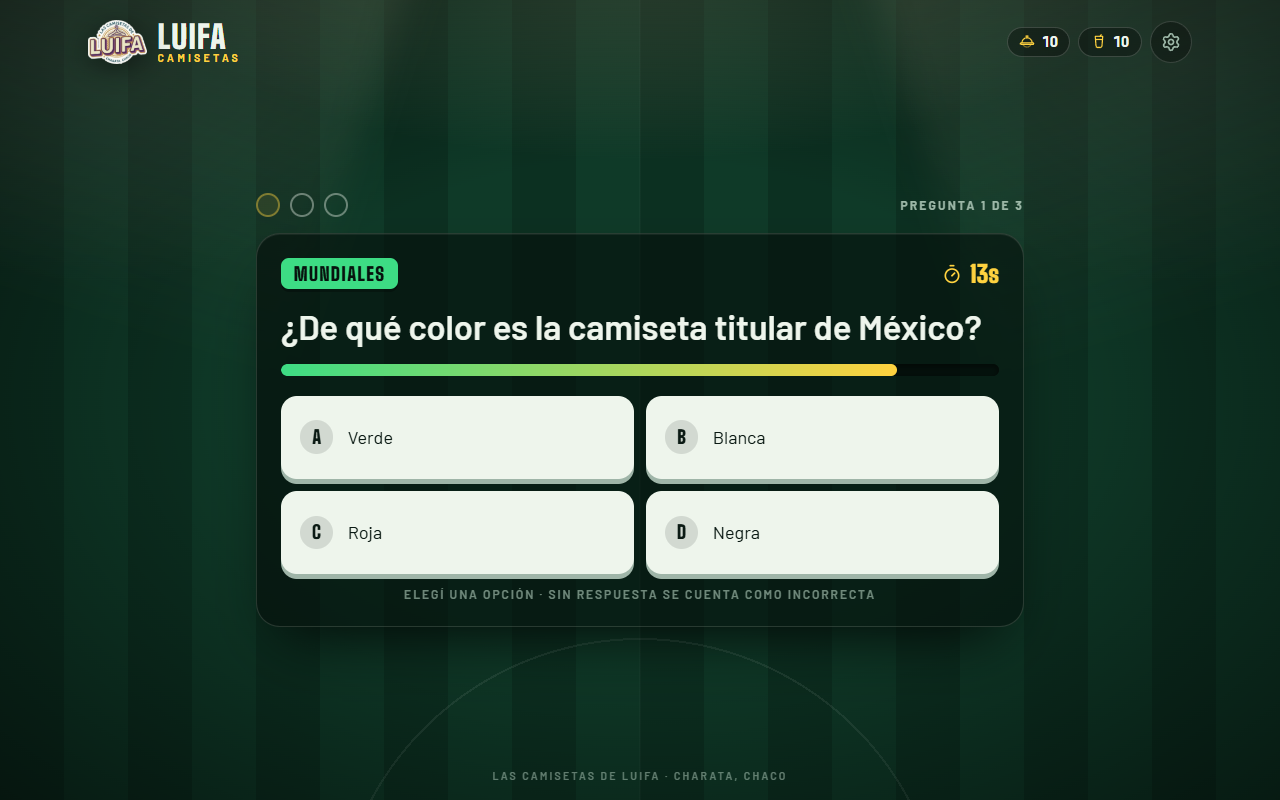 LUIFA
LUIFA
CAMISETAS
10
10
PREGUNTA 1 DE 3
MUNDIALES
13s
¿De qué color es la camiseta titular de México?
A Verde
B Blanca
C Roja
D Negra
ELEGÍ UNA OPCIÓN · SIN RESPUESTA SE CUENTA COMO INCORRECTA
LAS CAMISETAS DE LUIFA · CHARATA, CHACO